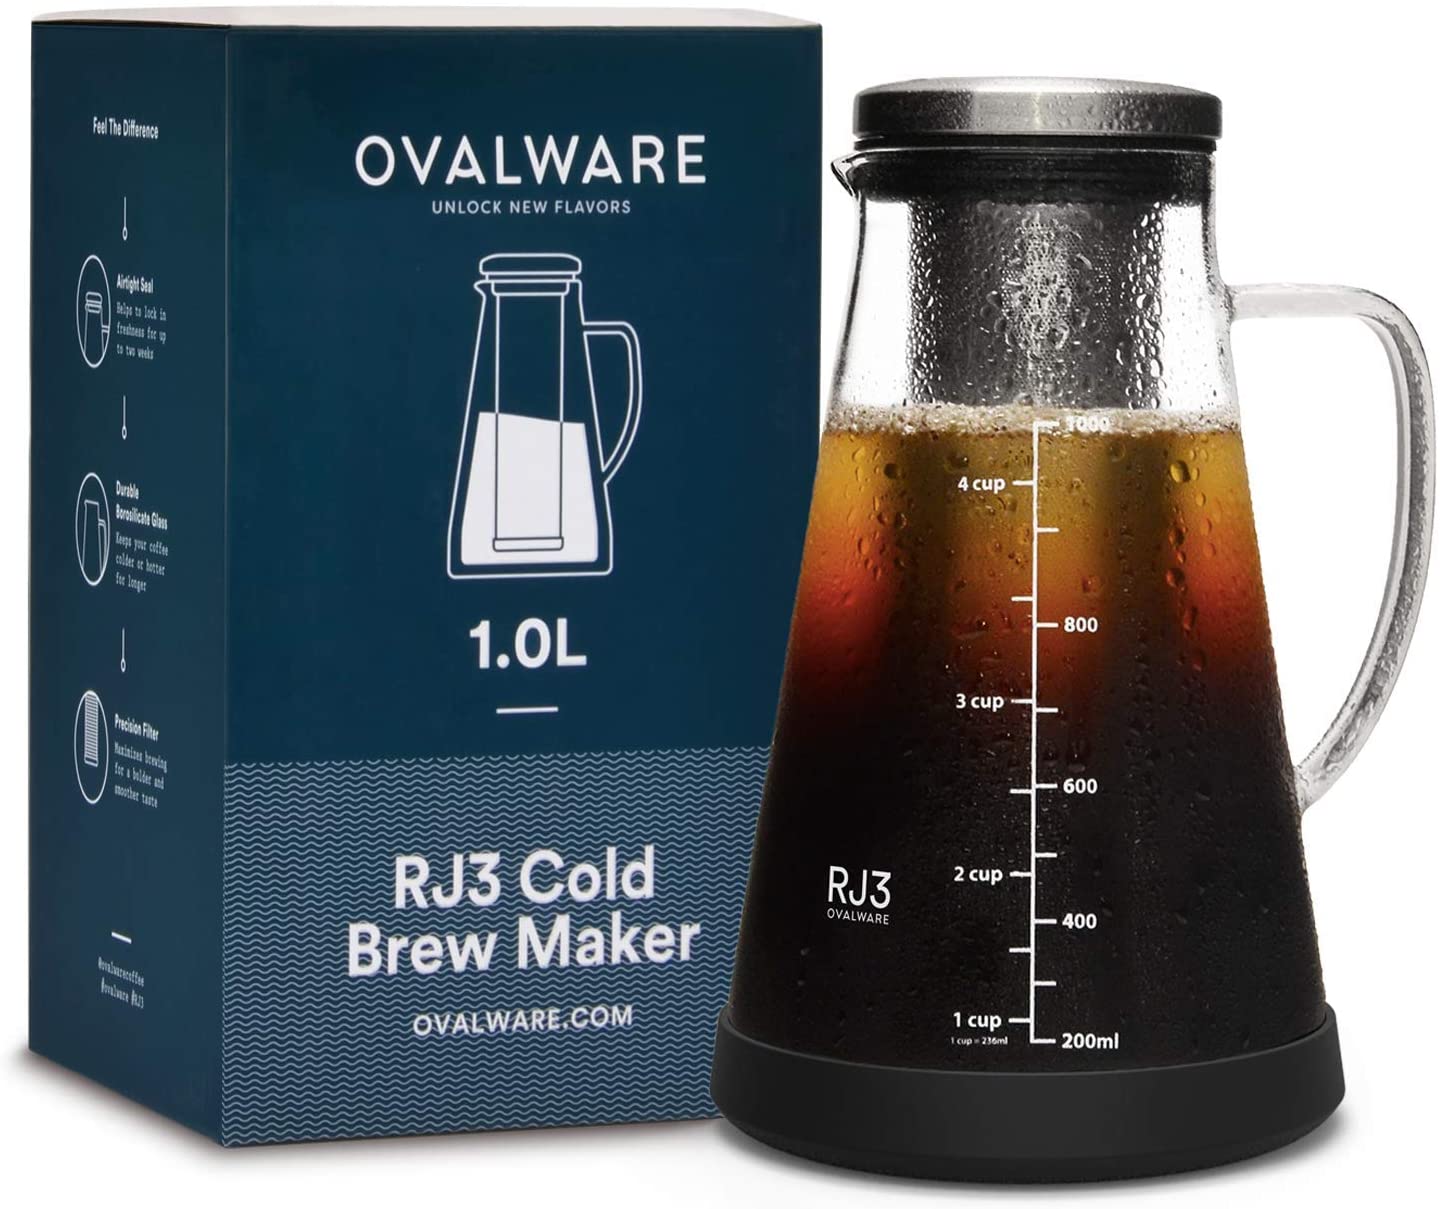 Feel The Difference
Airtight Seal
Helps to lock in
freshness for up
to two weeks
Durable
Borosilicate Glass
Keeps your coffee
colder or hotter
for longer
Precision Filter
Maximizes brewing
for a bolder and
smoother taste
@ovalwarecoffee
#ovalware #RJ3
OVALWARE
UNLOCK NEW FLAVORS
1.0L
RJ3 Cold
Brew Maker
OVALWARE.COM
1000
4 cup
800
3 cup
600
2 cup
400
1 cup
1 cup = 236ml
200ml
RJ3
OVALWARE